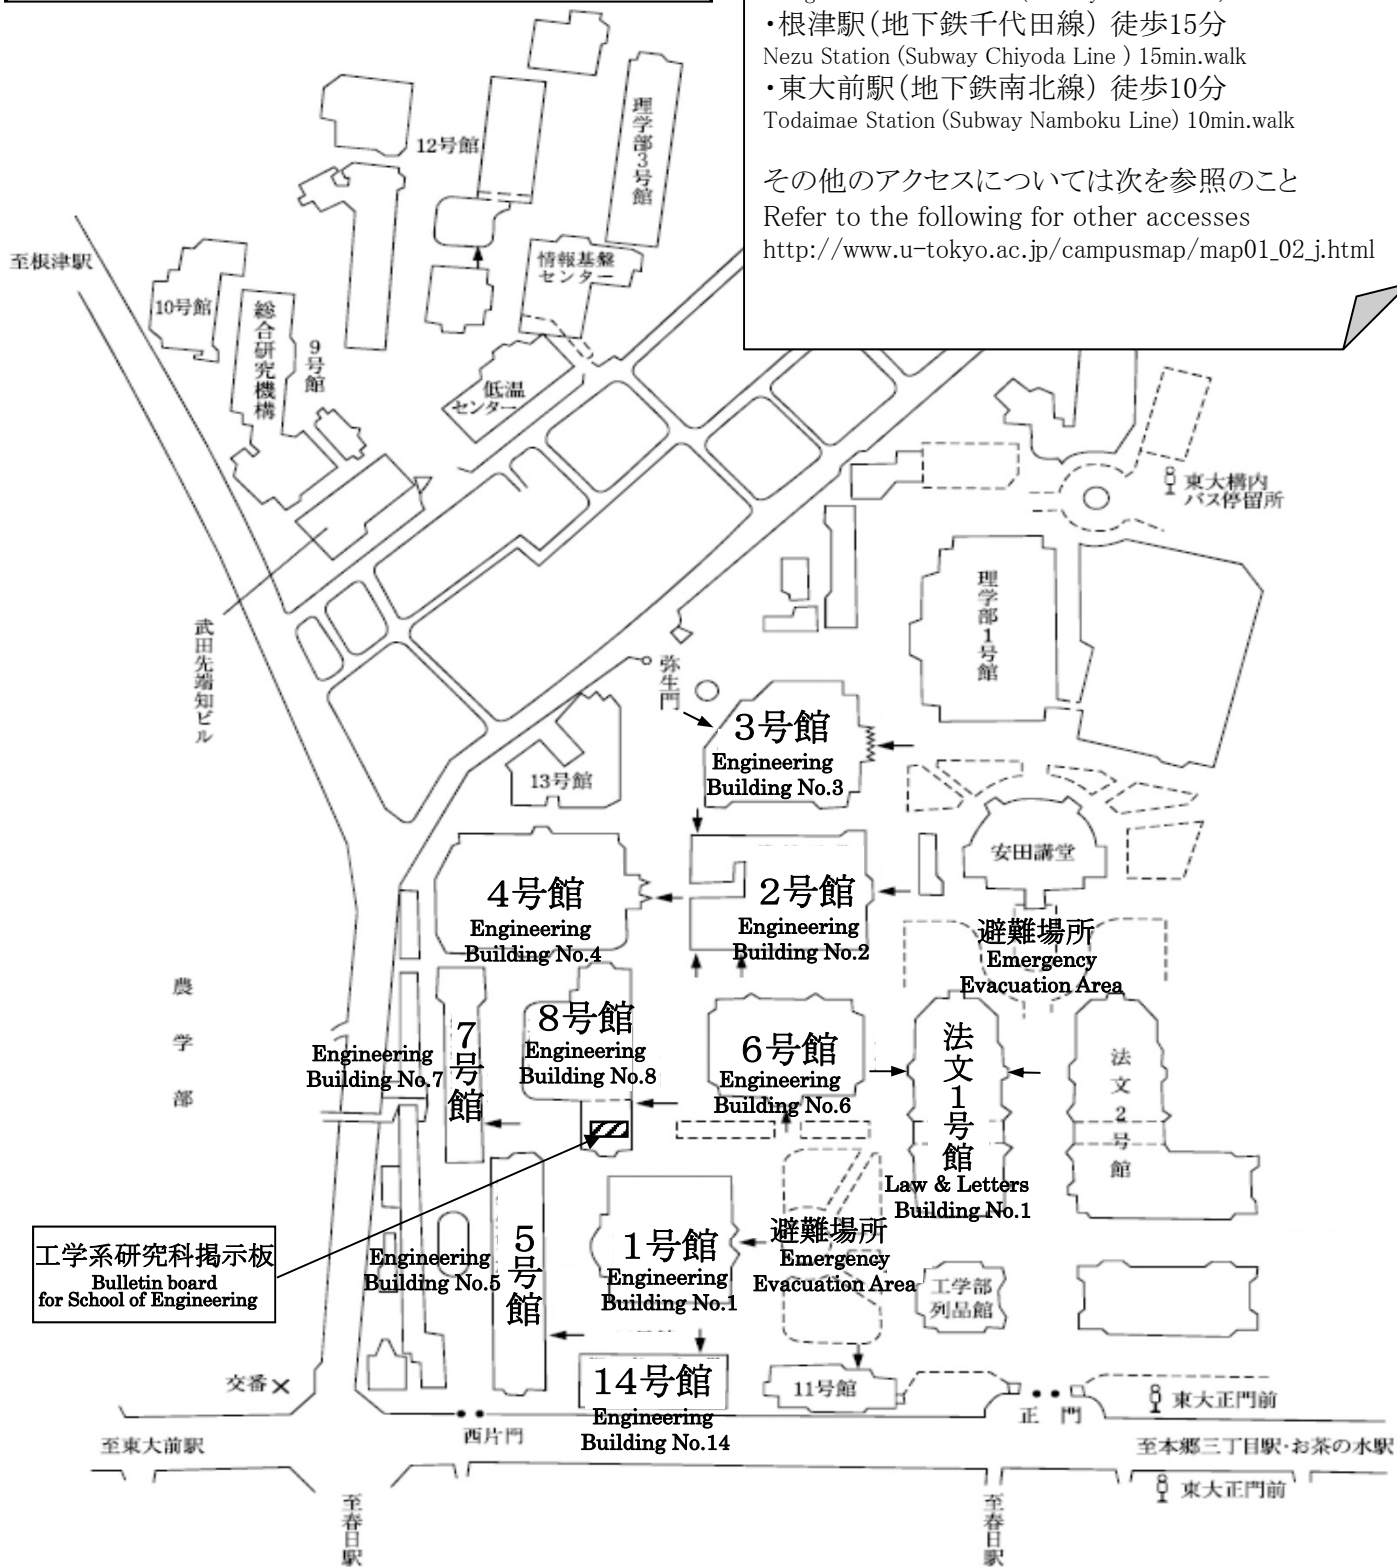 ・根津駅(地下鉄千代田線) 徒歩15分
Nezu Station (Subway Chiyoda Line ) 15min.walk
・東大前駅(地下鉄南北線) 徒歩10分
Todaimae Station (Subway Namboku Line) 10min.walk
その他のアクセスについては次を参照のこと
Refer to the following for other accesses
http://www.u-tokyo.ac.jp/campusmap/map01_02_j.html
理学部3号館
12号館
至根津駅
情報基盤
センター
10号館
総合研究機構
9号館
低温
センター
東大構内
バス停留所
理学部1号館
武田先端知ビル
弥生門
3号館
Engineering
Building No.3
13号館
安田講堂
4号館
Engineering
Building No.4
2号館
Engineering
Building No.2
避難場所
Emergency
Evacuation Area
農学部
7号館
Engineering
Building No.7
8号館
Engineering
Building No.8
6号館
Engineering
Building No.6
法文1号館
Law & Letters
Building No.1
法文2号館
工学系研究科掲示板
Bulletin board
for School of Engineering
5号館
Engineering
Building No.5
1号館
Engineering
Building No.1
避難場所
Emergency
Evacuation Area
工学部
列品館
交番
14号館
Engineering
Building No.14
11号館
正門
東大正門前
至東大前駅
西片門
至本郷三丁目駅・お茶の水駅
東大正門前
至春日駅
至春日駅